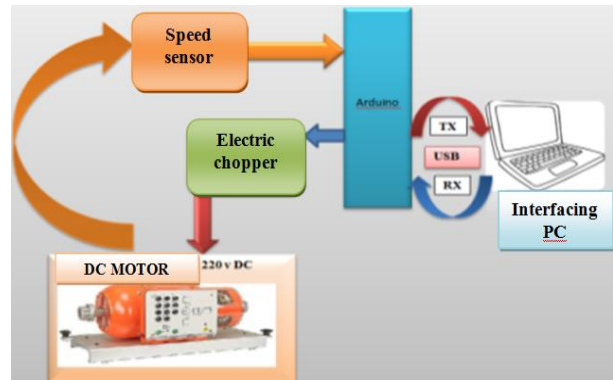 Speed
sensor
Arduino
Electric
chopper
TX
USB
RX
Interfacing
PC
DC MOTOR
220 v DC